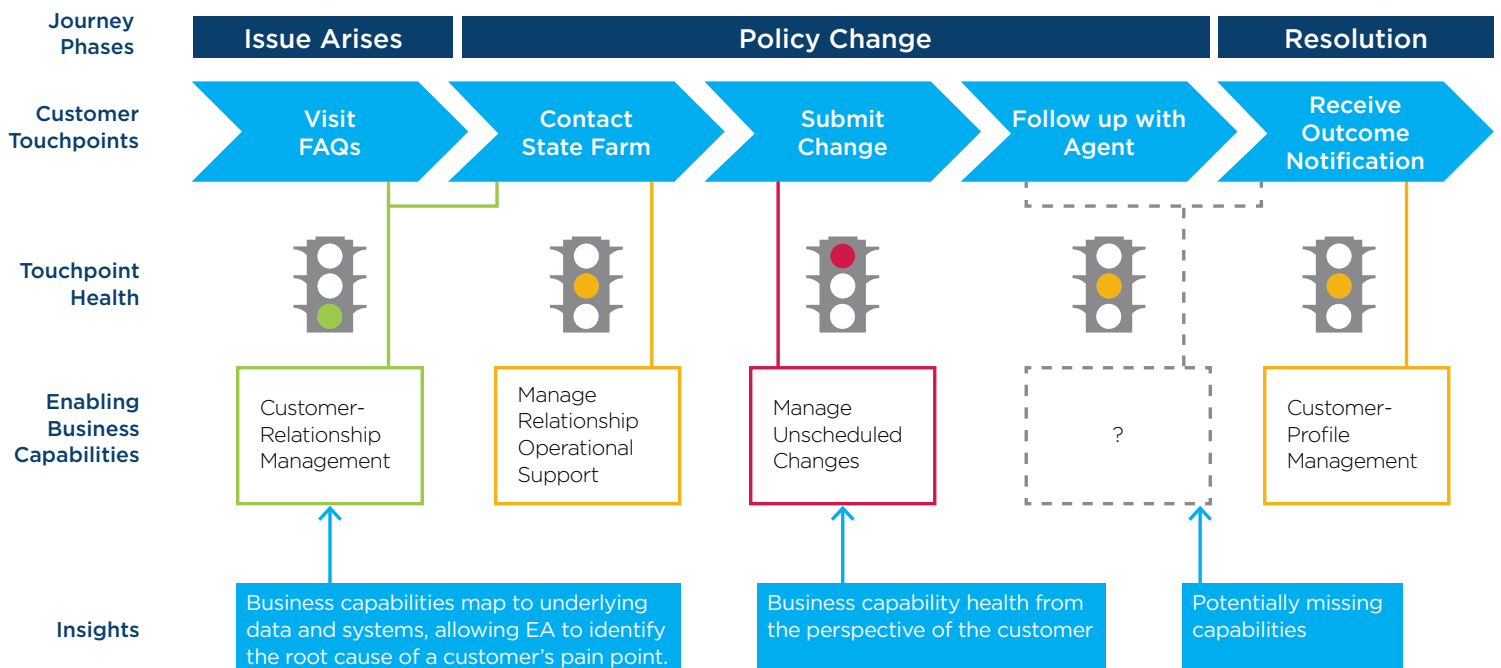 Journey
Phases
Issue Arises
Policy Change
Resolution
Customer
Touchpoints
Visit
FAQs
Contact
State Farm
Submit
Change
Follow up with
Agent
Receive
Outcome
Notification
Touchpoint
Health
Enabling
Business
Capabilities
Customer-
Relationship
Management
Manage
Relationship
Operational
Support
Manage
Unscheduled
Changes
?
Customer-
Profile
Management
Insights
Business capabilities map to underlying
data and systems, allowing EA to identify
the root cause of a customer’s pain point.
Business capability health from
the perspective of the customer
Potentially missing
capabilities